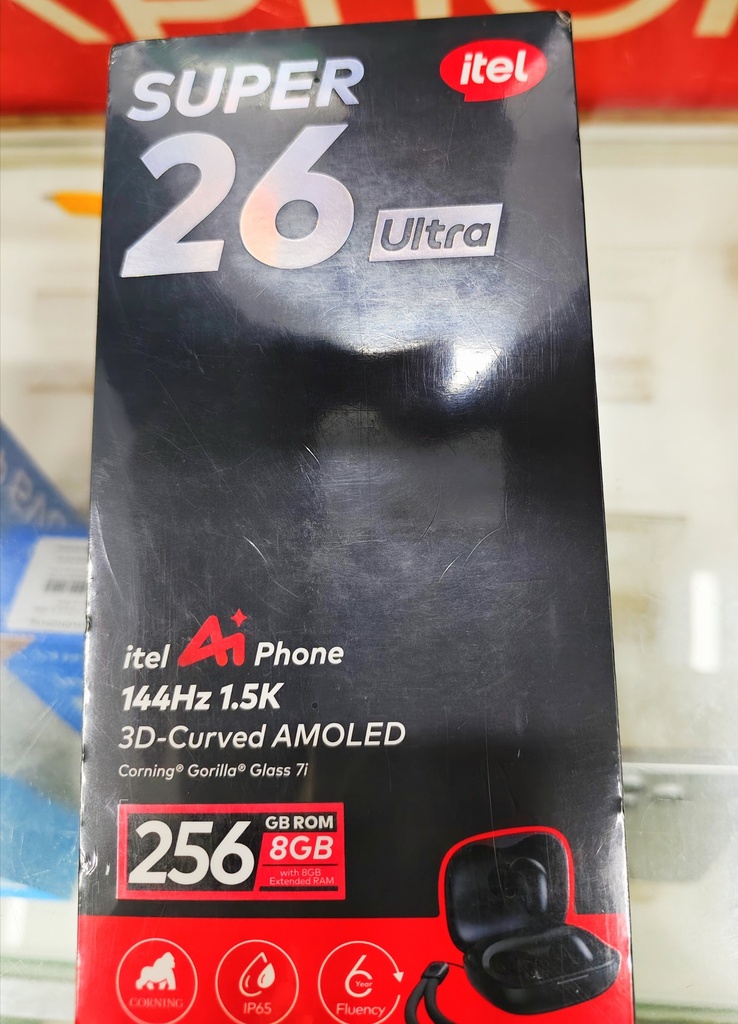 SUPER
itel
26
Ultra
itel Ai Phone
144Hz 1.5K
3D-Curved AMOLED
Corning® Gorilla® Glass 7i
256 GB ROM
8GB
with 8GB
Extended RAM
CORNING
IP65
6
Year
Fluency